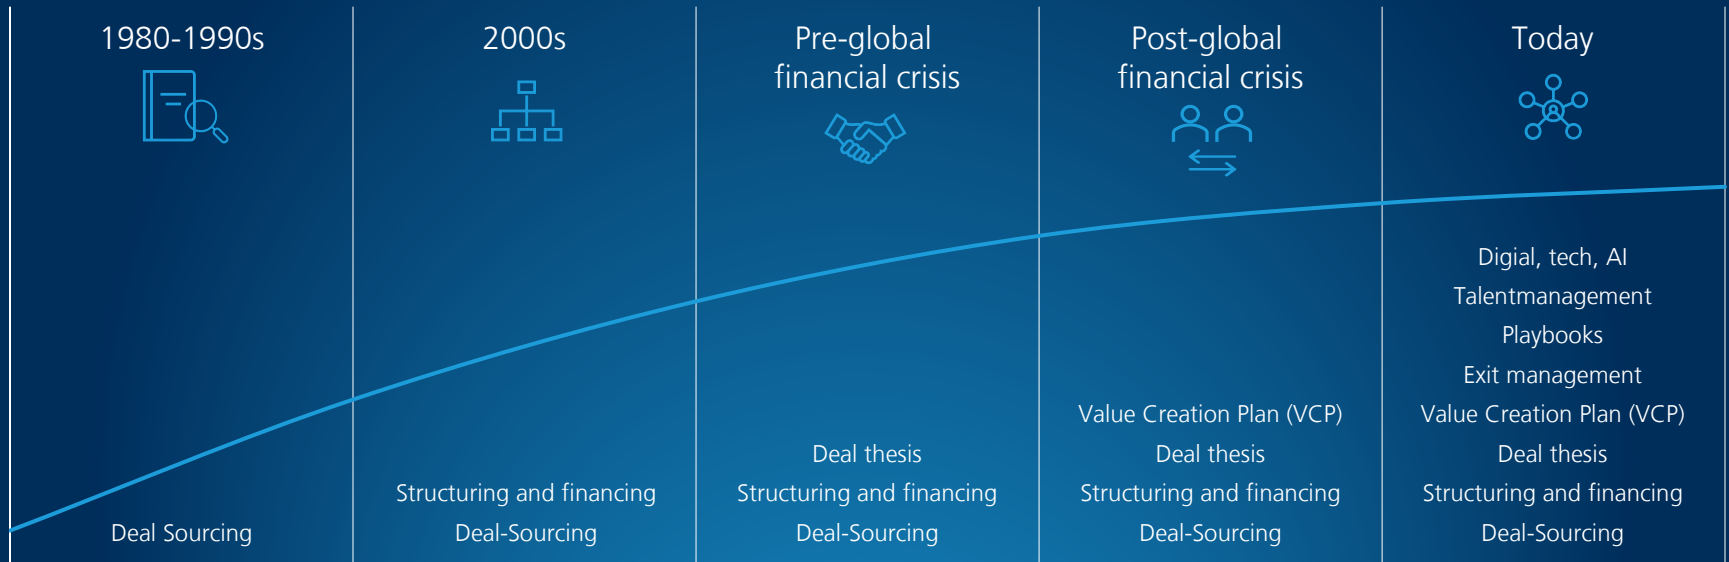 1980-1990s
Deal Sourcing
2000s
Structuring and financing
Deal-Sourcing
Pre-global
financial crisis
Deal thesis
Structuring and financing
Deal-Sourcing
Post-global
financial crisis
Value Creation Plan (VCP)
Deal thesis
Structuring and financing
Deal-Sourcing
Today
Digial, tech, AI
Talentmanagement
Playbooks
Exit management
Value Creation Plan (VCP)
Deal thesis
Structuring and financing
Deal-Sourcing